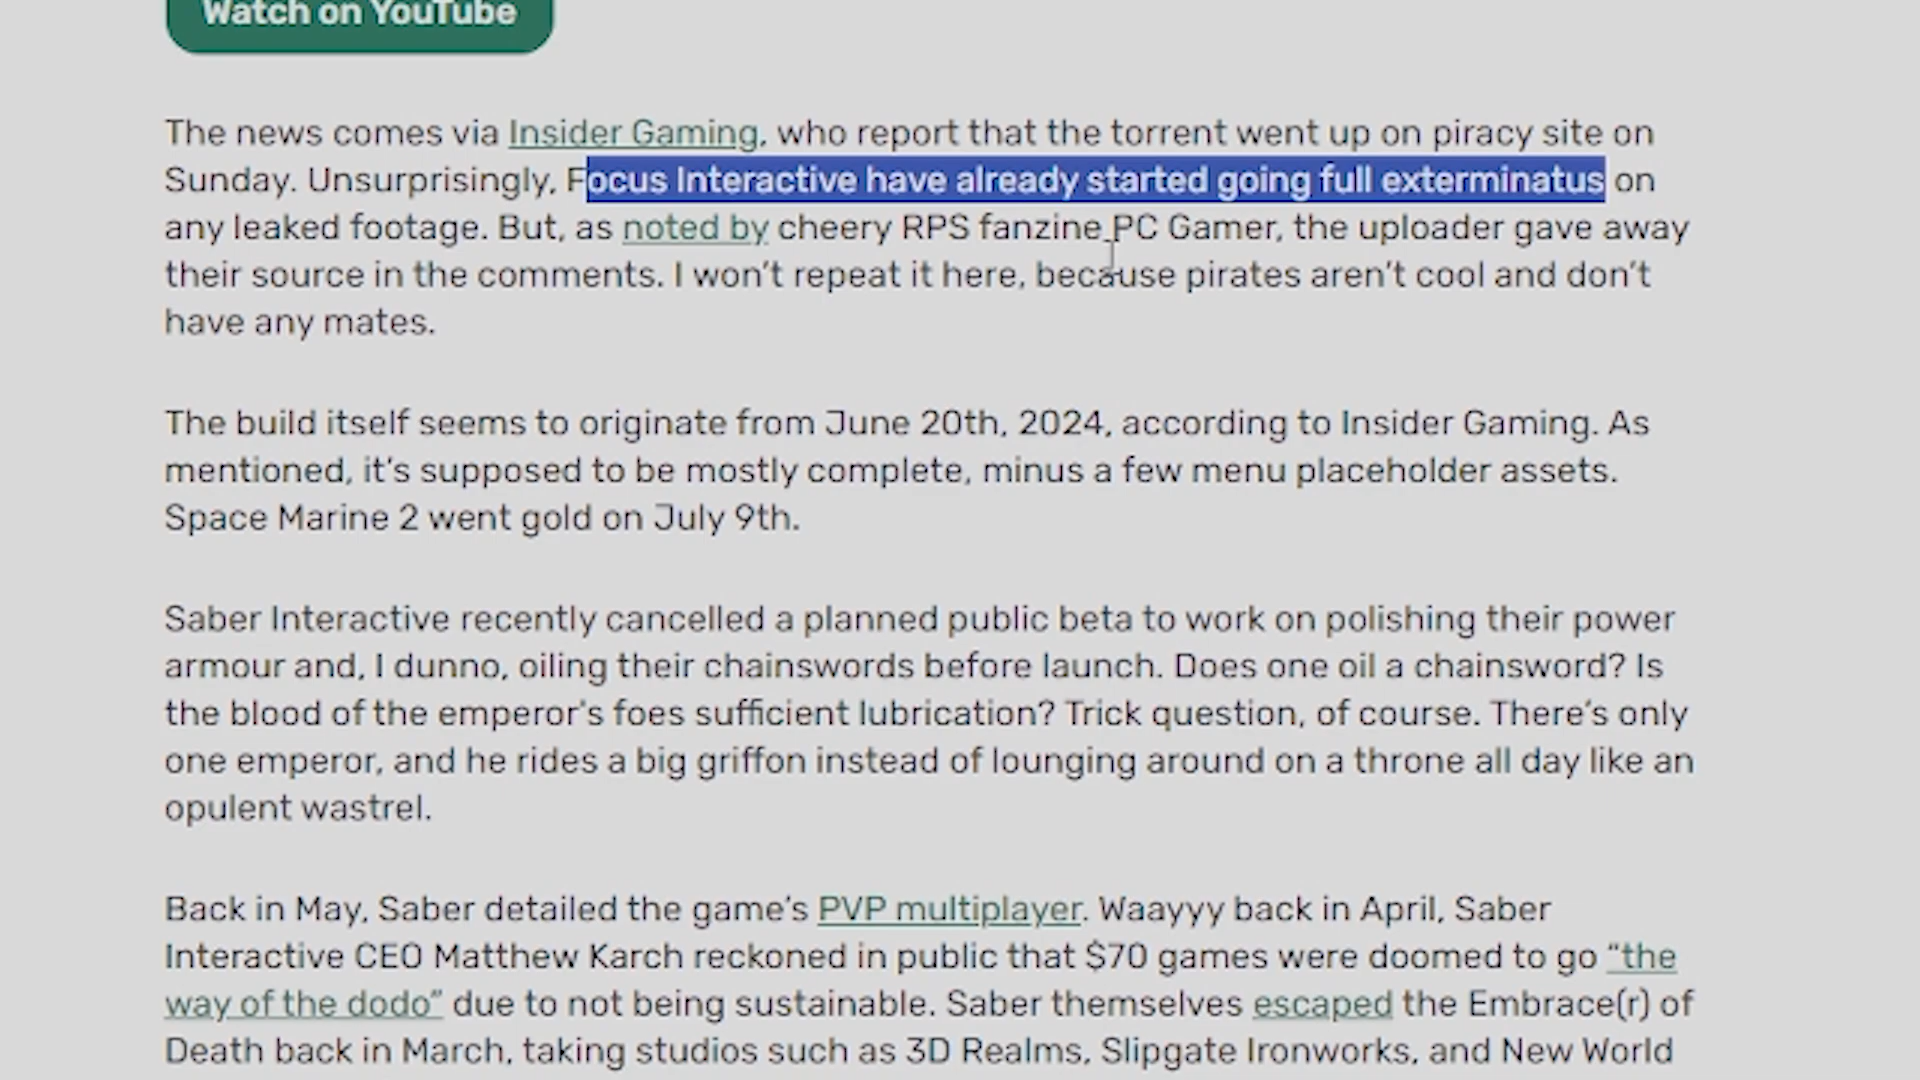 Watch on YouTube
The news comes via Insider Gaming, who report that the torrent went up on piracy site on
Sunday. Unsurprisingly, Focus Interactive have already started going full exterminatus on
any leaked footage. But, as noted by cheery RPS fanzine PC Gamer, the uploader gave away
their source in the comments. I won’t repeat it here, because pirates aren’t cool and don’t
have any mates.
The build itself seems to originate from June 20th, 2024, according to Insider Gaming. As
mentioned, it’s supposed to be mostly complete, minus a few menu placeholder assets.
Space Marine 2 went gold on July 9th.
Saber Interactive recently cancelled a planned public beta to work on polishing their power
armour and, I dunno, oiling their chainswords before launch. Does one oil a chainsword? Is
the blood of the emperor's foes sufficient lubrication? Trick question, of course. There’s only
one emperor, and he rides a big griffon instead of lounging around on a throne all day like an
opulent wastrel.
Back in May, Saber detailed the game’s PVP multiplayer. Waayyy back in April, Saber
Interactive CEO Matthew Karch reckoned in public that $70 games were doomed to go “the
way of the dodo” due to not being sustainable. Saber themselves escaped the Embrace(r) of
Death back in March, taking studios such as 3D Realms, Slipgate Ironworks, and New World